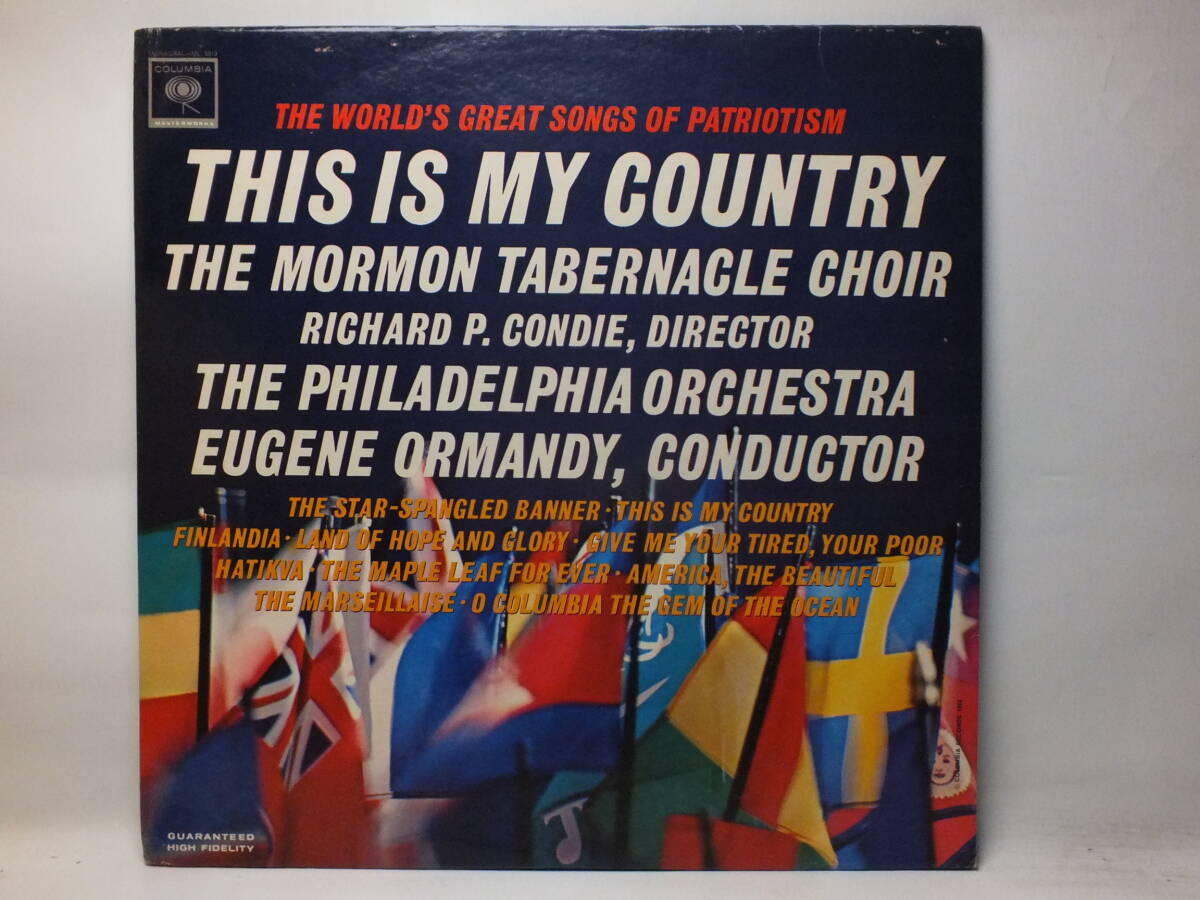 COLUMBIA
MASTERWORKS
THE WORLD'S GREAT SONGS OF PATRIOTISM
THIS IS MY COUNTRY
THE MORMON TABERNACLE CHOIR
RICHARD P. CONDIE, DIRECTOR
THE PHILADELPHIA ORCHESTRA
EUGENE ORMANDY, CONDUCTOR
THE STAR-SPANGLED BANNER · THIS IS MY COUNTRY
FINLANDIA · LAND OF HOPE AND GLORY · GIVE ME YOUR TIRED, YOUR POOR
HATIKVA · THE MAPLE LEAF FOR EVER · AMERICA, THE BEAUTIFUL
THE MARSEILLAISE · O COLUMBIA THE GEM OF THE OCEAN
COLUMBIA RECORDS
GUARANTEED
HIGH FIDELITY